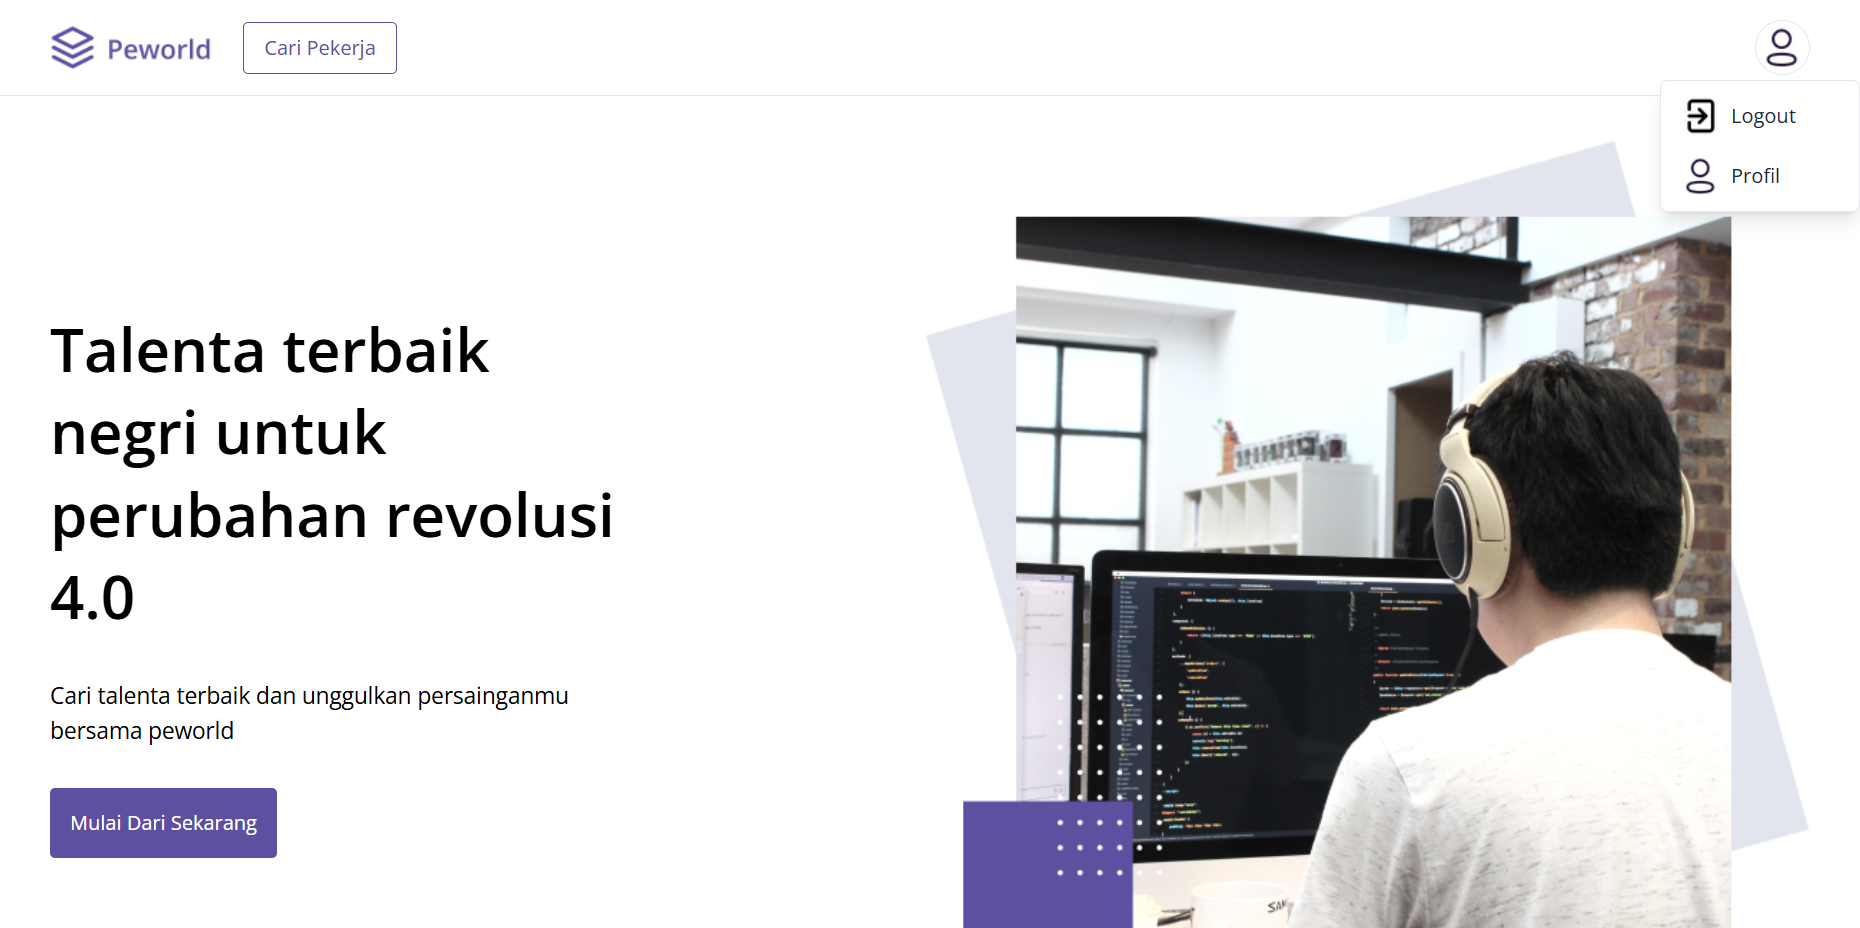 Peworld
Cari Pekerja
Logout
Profil
Talenta terbaik
negri untuk
perubahan revolusi
4.0
Cari talenta terbaik dan unggulkan persainganmu
bersama peworld
Mulai Dari Sekarang
SAN